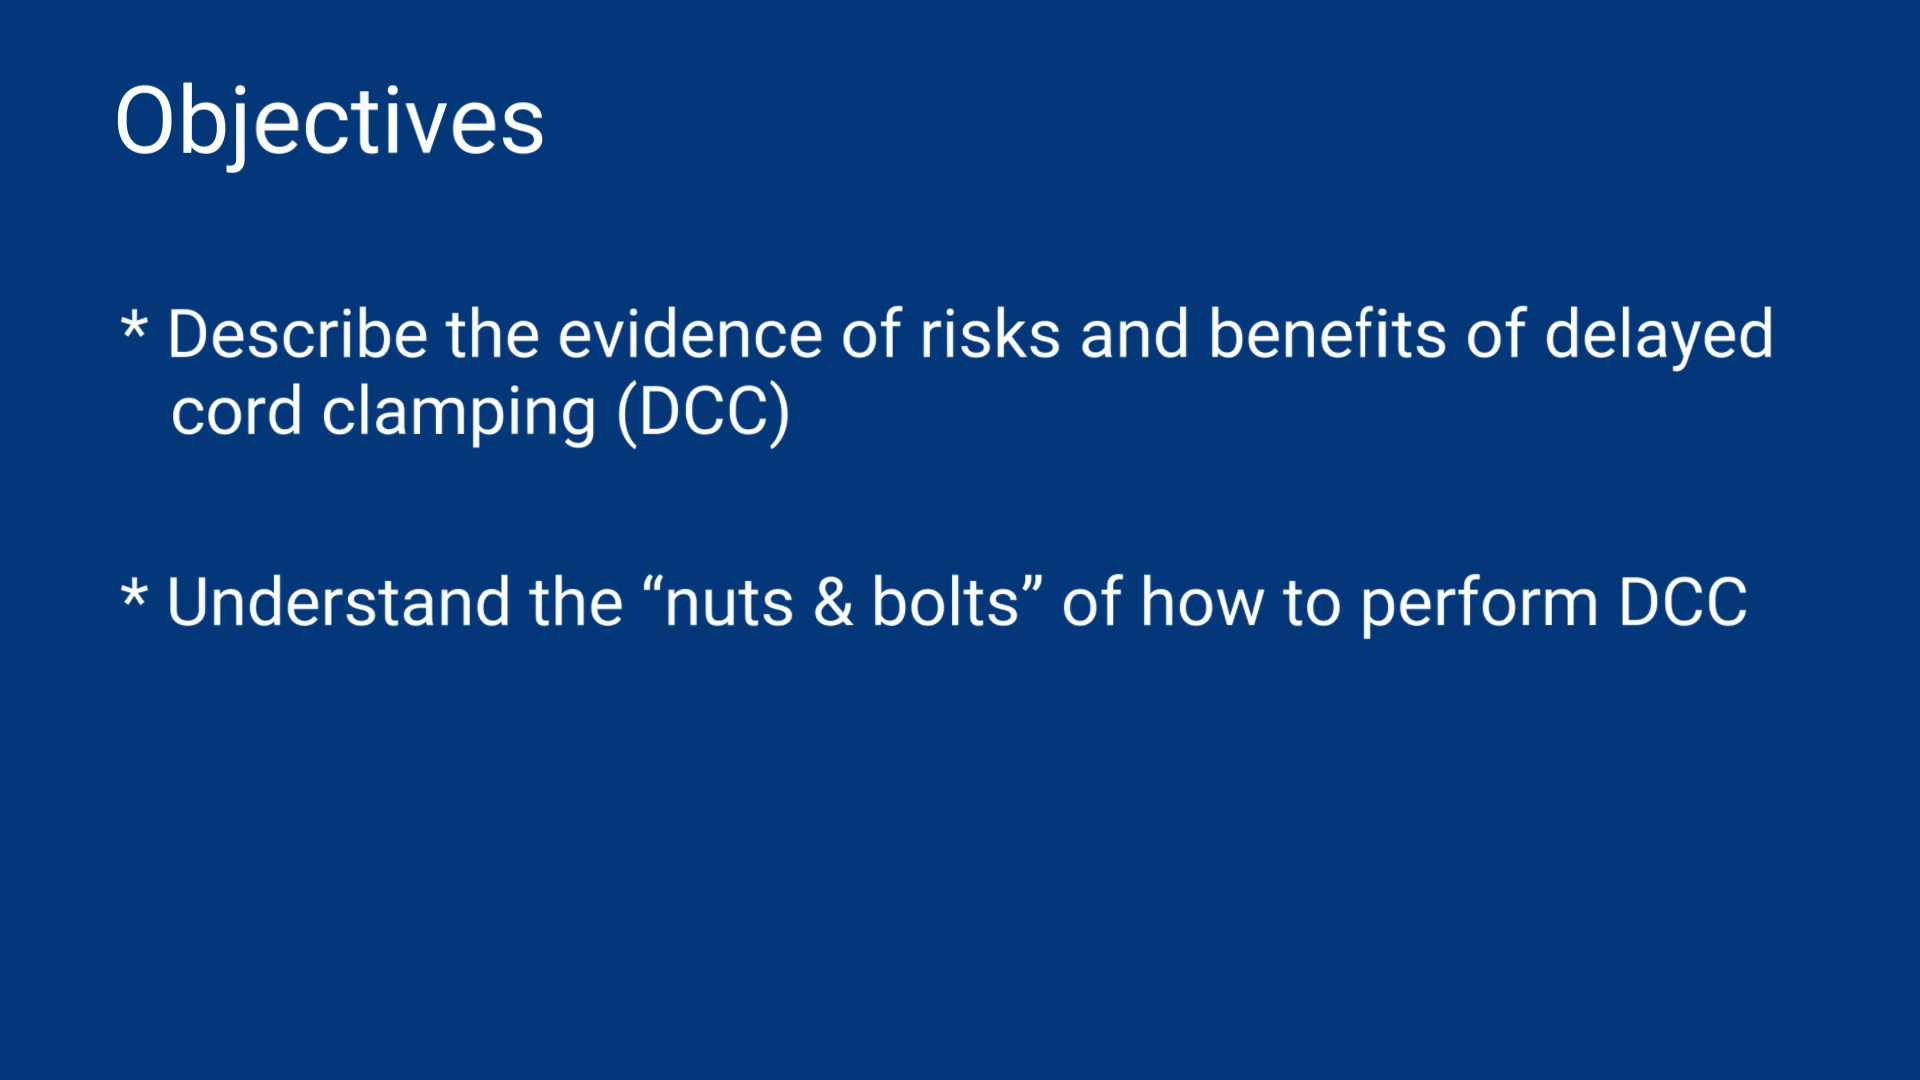 Objectives
* Describe the evidence of risks and benefits of delayed
cord clamping (DCC)
* Understand the “nuts & bolts” of how to perform DCC